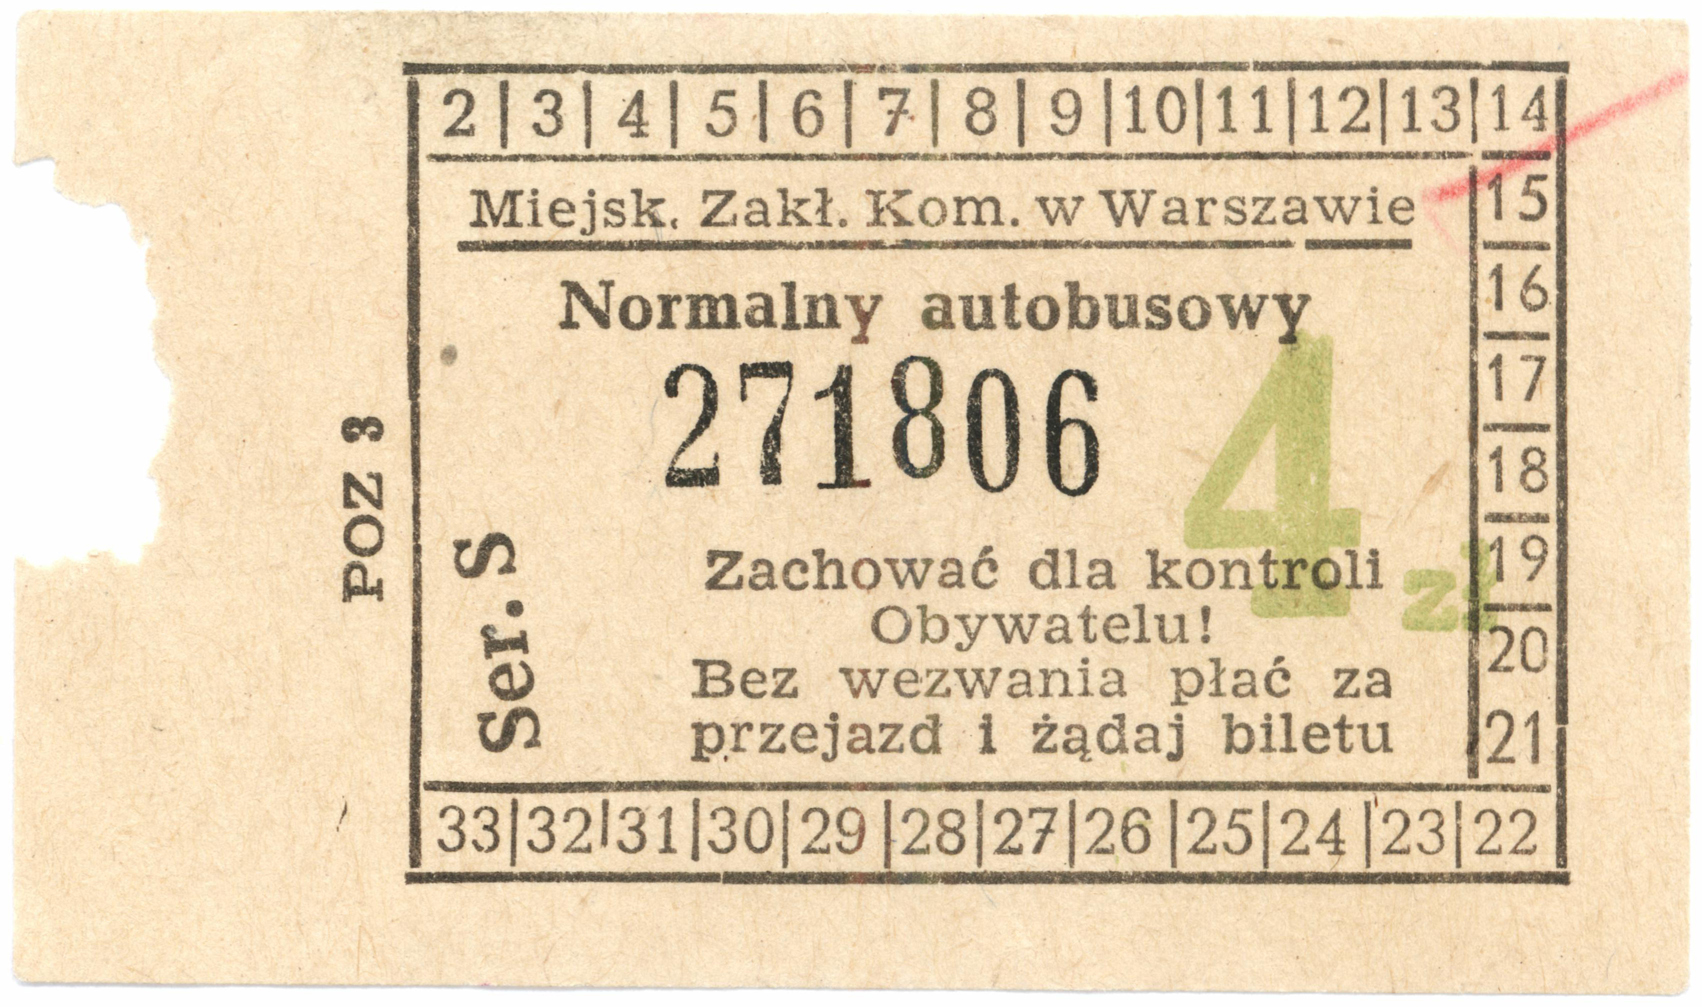 2 | 3 | 4 | 5 | 6 | 7 | 8 | 9 | 10 | 11 | 12 | 13 | 14
Miejsk. Zakł. Kom. w Warszawie
15
16
17
18
19
20
21
Normalny autobusowy
271806
4 zł
POZ 3
Ser. S
Zachować dla kontroli
Obywatelu!
Bez wezwania płać za
przejazd i żądaj biletu
33|32|31|30|29|28|27|26|25|24|23|22